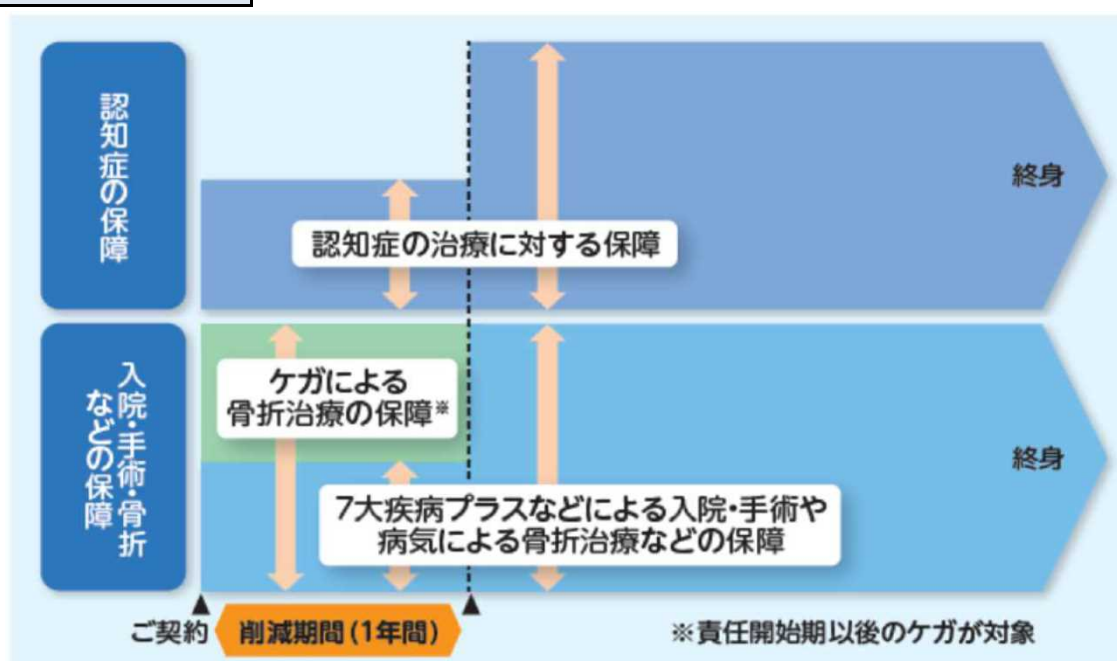 認知症の保障
終身
認知症の治療に対する保障
入院・手術・骨折
などの保障
ケガによる
骨折治療の保障※
終身
7大疾病プラスなどによる入院・手術や
病気による骨折治療などの保障
ご契約
削減期間(1年間)
※責任開始期以後のケガが対象